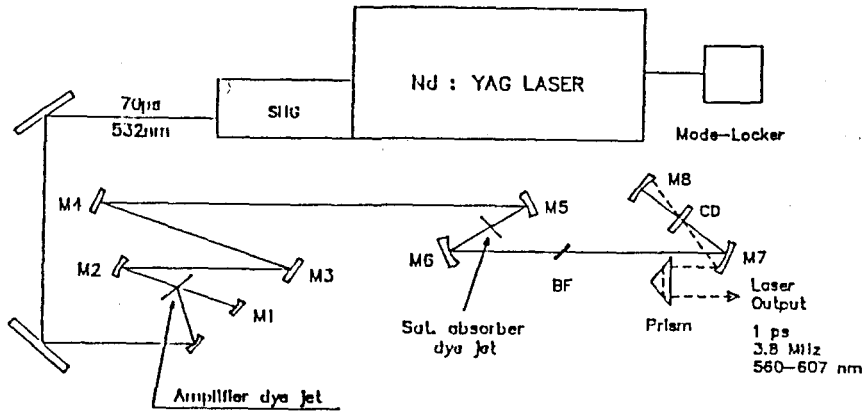 Nd : YAG LASER
SHG
70ps
532nm
Mode-Locker
M4
M5
M8
CD
M2
M3
M6
M7
M1
BF
Laser
Output
Prism
Sat. absorber
dye jet
1 ps
3.8 MHz
560-607 nm
Amplifier dye jet